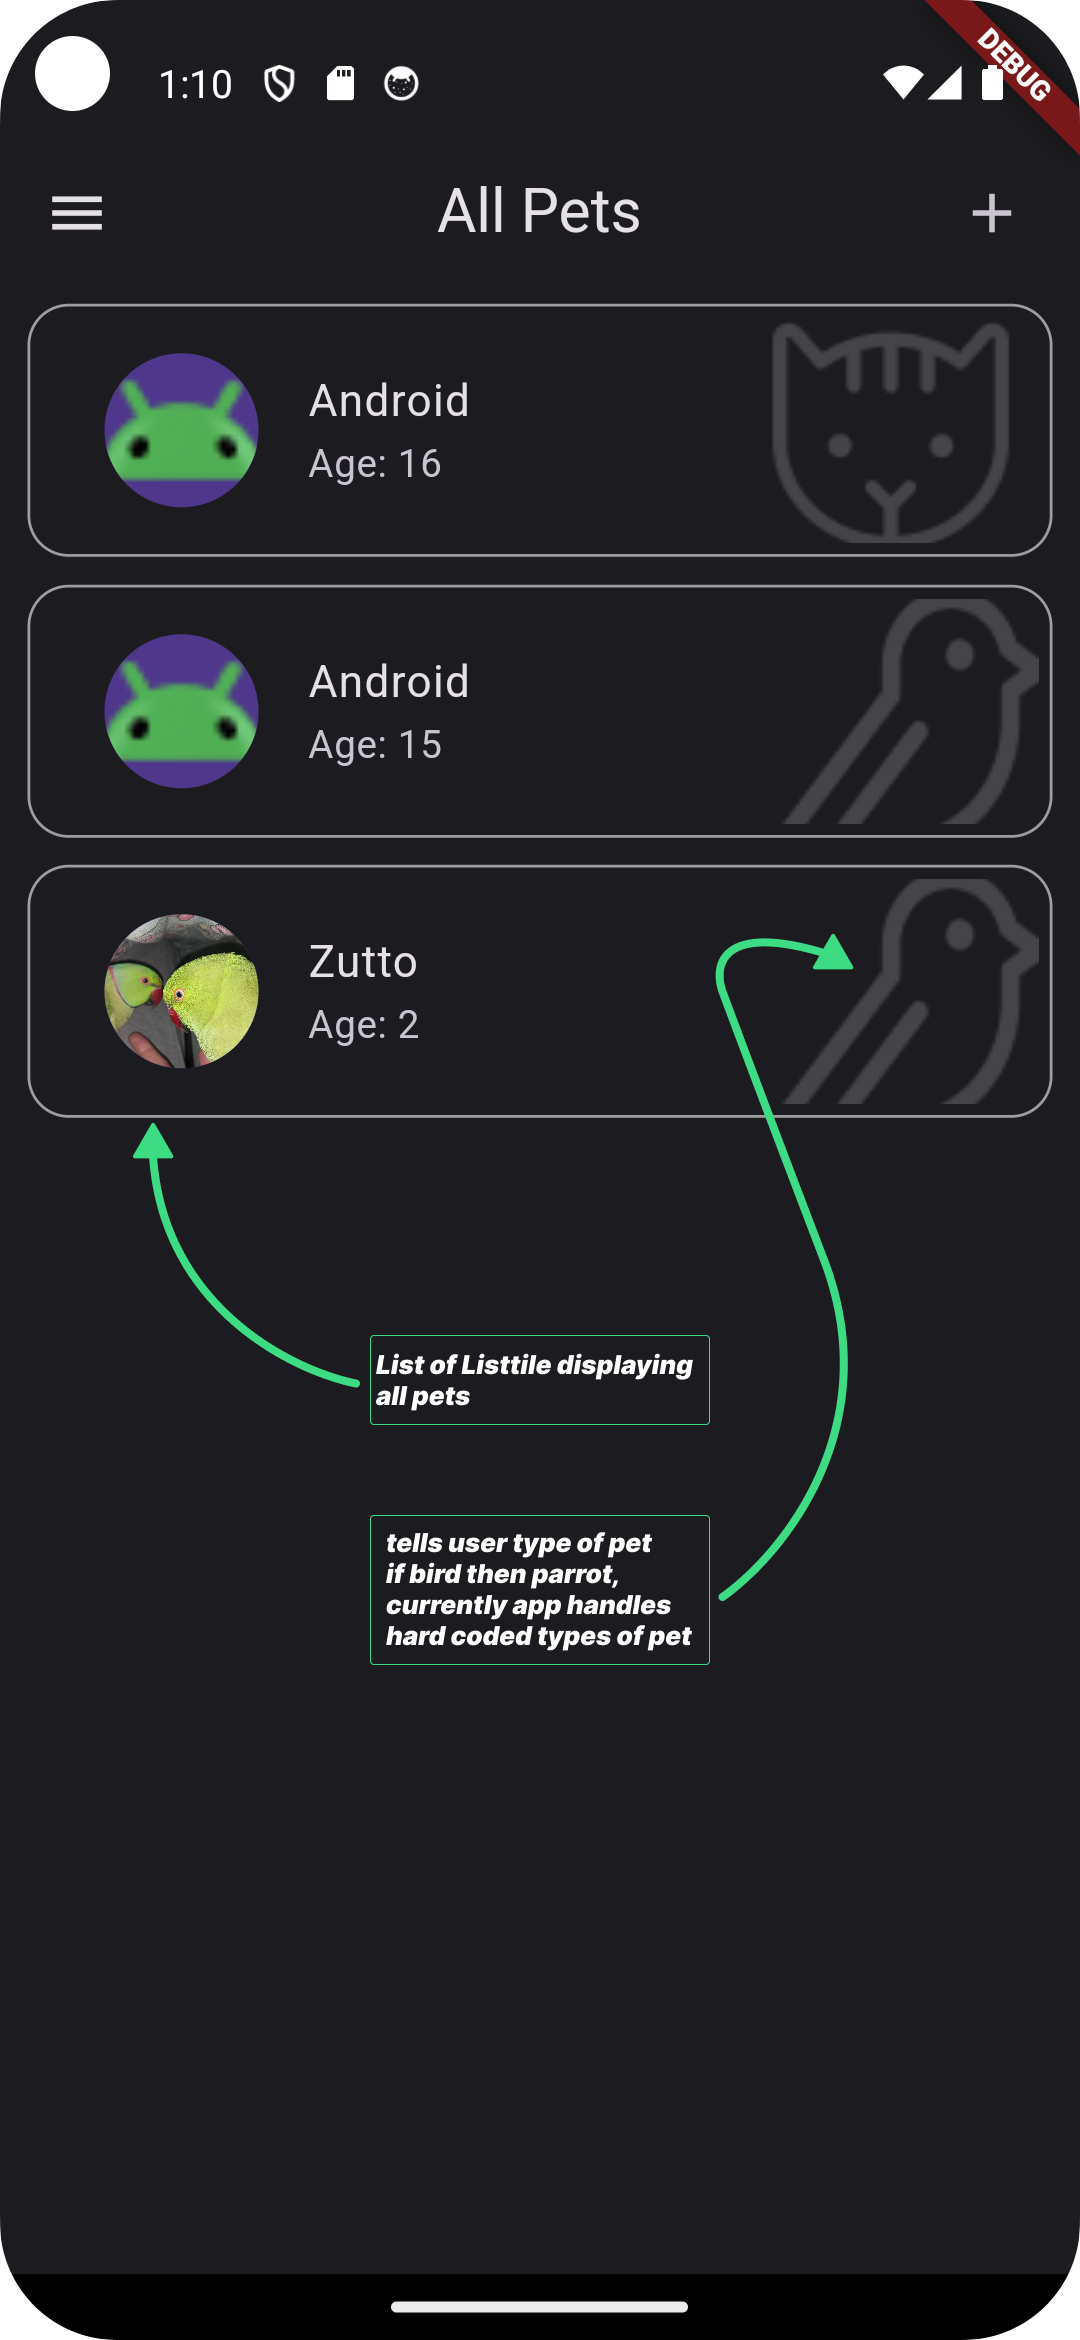 1:10
DEBUG
All Pets
Android
Age: 16
Android
Age: 15
Zutto
Age: 2
List of Listtile displaying
all pets
tells user type of pet
if bird then parrot,
currently app handles
hard coded types of pet